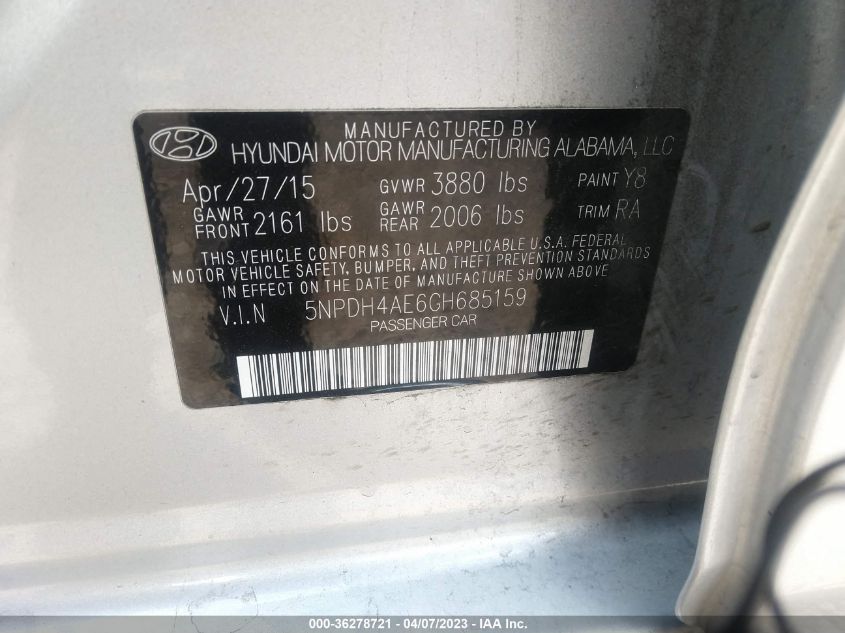 MANUFACTURED BY
HYUNDAI MOTOR MANUFACTURING ALABAMA, LLC
Apr/27/15 GVWR 3880 lbs PAINT Y8
GAWR FRONT 2161 lbs GAWR REAR 2006 lbs TRIM RA
THIS VEHICLE CONFORMS TO ALL APPLICABLE U.S.A. FEDERAL
MOTOR VEHICLE SAFETY, BUMPER, AND THEFT PREVENTION STANDARDS
IN EFFECT ON THE DATE OF MANUFACTURE SHOWN ABOVE.
V.I.N 5NPDH4AE6GH685159
PASSENGER CAR
000-36278721 - 04/07/2023 - © IAA Inc.